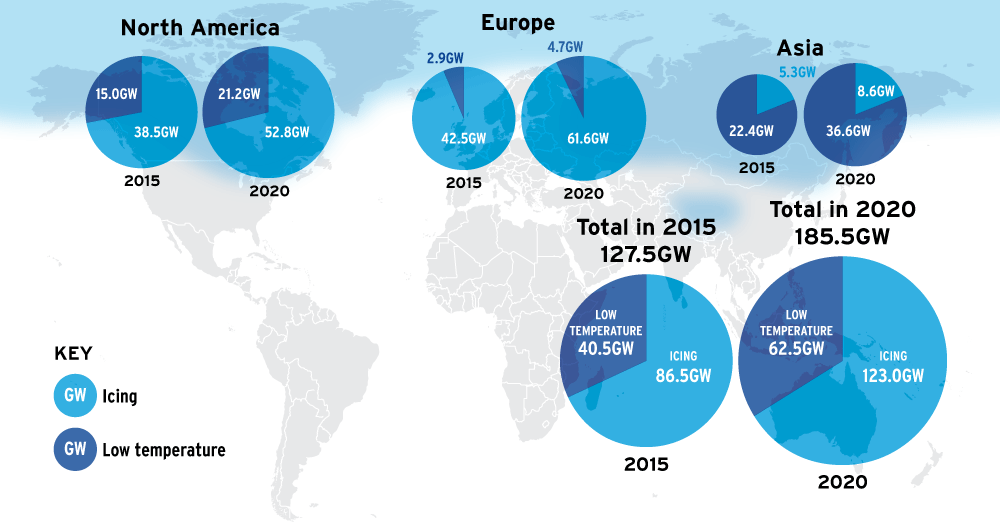 North America
15.0GW
38.5GW
2015
21.2GW
52.8GW
2020
Europe
2.9GW
42.5GW
2015
4.7GW
61.6GW
2020
Asia
5.3GW
22.4GW
2015
8.6GW
36.6GW
2020
Total in 2015
127.5GW
LOW
TEMPERATURE
40.5GW
ICING
86.5GW
2015
Total in 2020
185.5GW
LOW
TEMPERATURE
62.5GW
ICING
123.0GW
2020
KEY
GW Icing
GW Low temperature